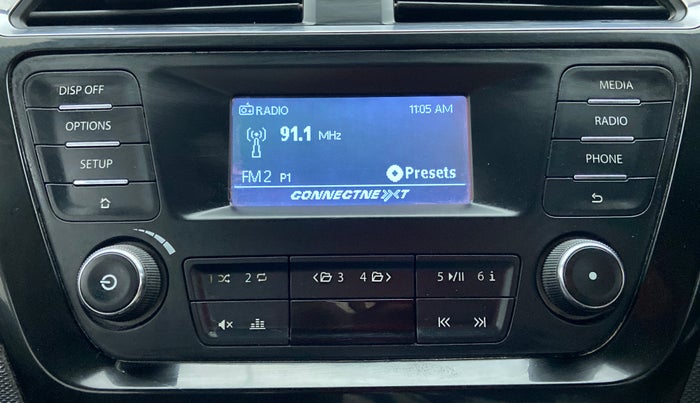 DISP OFF
OPTIONS
SETUP
RADIO 11:05 AM
91.1 MHz
FM2 P1 Presets
CONNECTNEXT
MEDIA
RADIO
PHONE
1 2 < 3 4 > 5 6 i